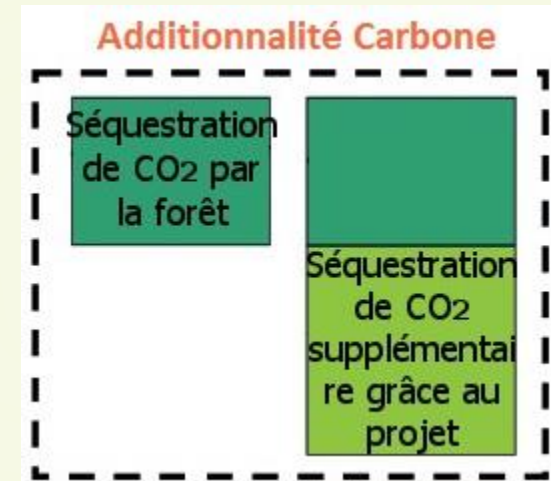 Additionnalité Carbone
Séquestration
de CO2 par
la forêt
Séquestration
de CO2
supplémentai
re grâce au
projet